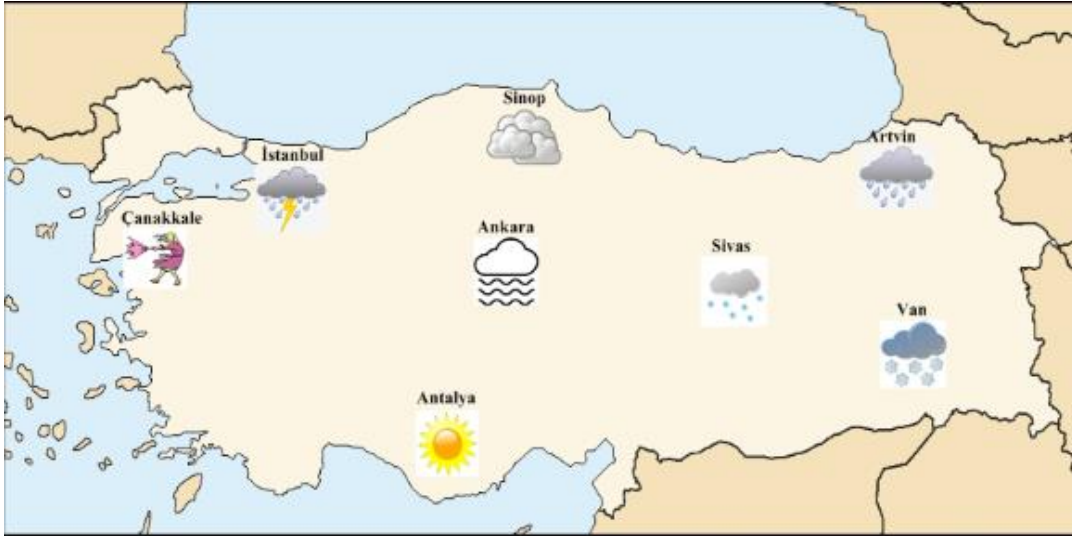 Sinop
Artvin
İstanbul
Çanakkale
Ankara
Sivas
Van
Antalya